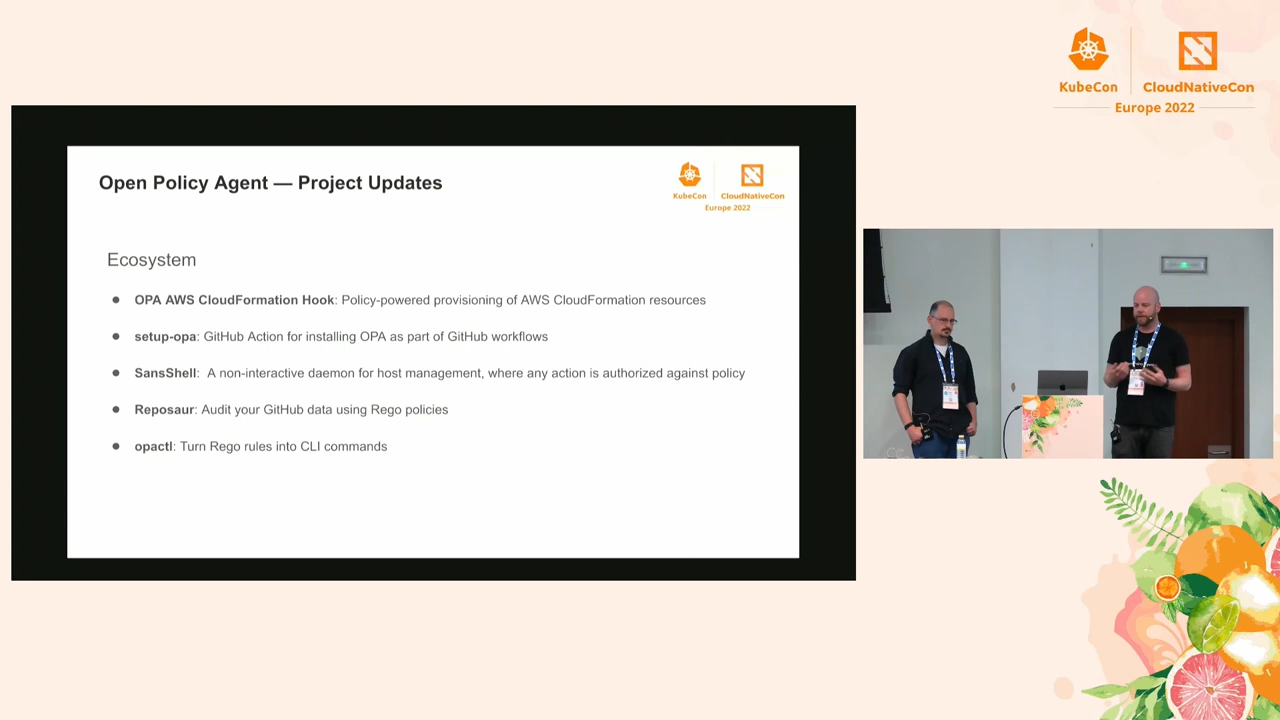 KubeCon
CloudNativeCon
Europe 2022
Open Policy Agent — Project Updates
KubeCon
CloudNativeCon
Europe 2022
Ecosystem
● OPA AWS CloudFormation Hook: Policy-powered provisioning of AWS CloudFormation resources
● setup-opa: GitHub Action for installing OPA as part of GitHub workflows
● SansShell: A non-interactive daemon for host management, where any action is authorized against policy
● Reposaur: Audit your GitHub data using Rego policies
● opactl: Turn Rego rules into CLI commands